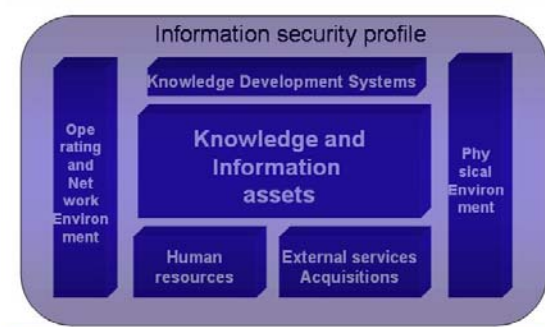 Information security profile
Knowledge Development Systems
Ope
rating
and
Net
work
Environ
ment
Knowledge and
Information
assets
Phy
sical
Environ
ment
Human
resources
External services
Acquisitions